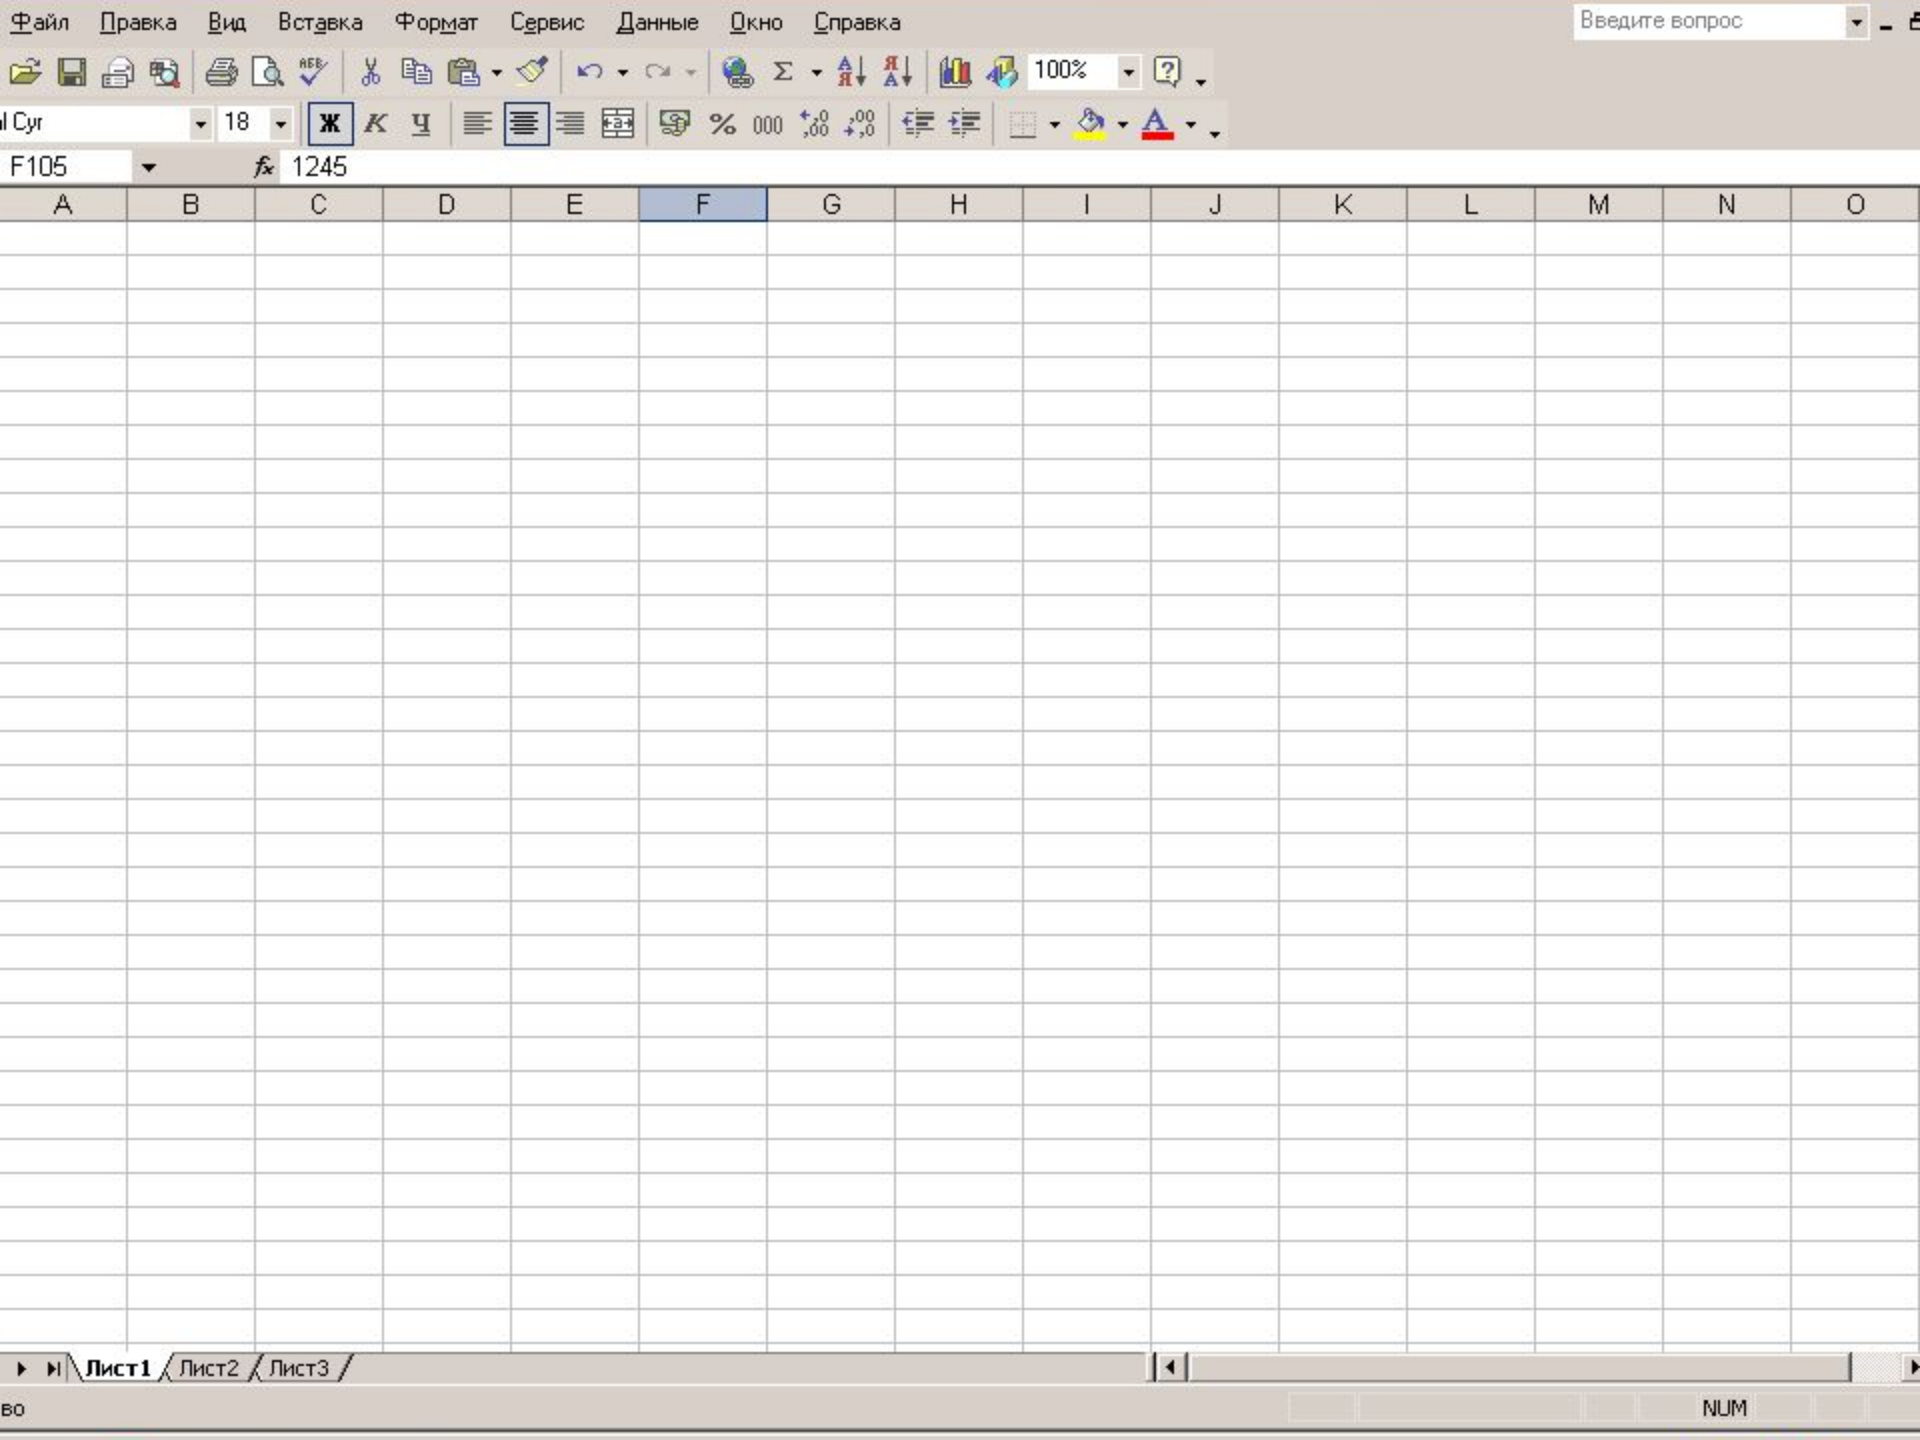 Файл Правка Вид Вставка Формат Сервис Данные Окно Справка Введите вопрос
100%
l Cyr 18 Ж К Ч % 000
F105 fx 1245
A B C D E F G H I J K L M N O
Лист1 Лист2 Лист3
во NUM